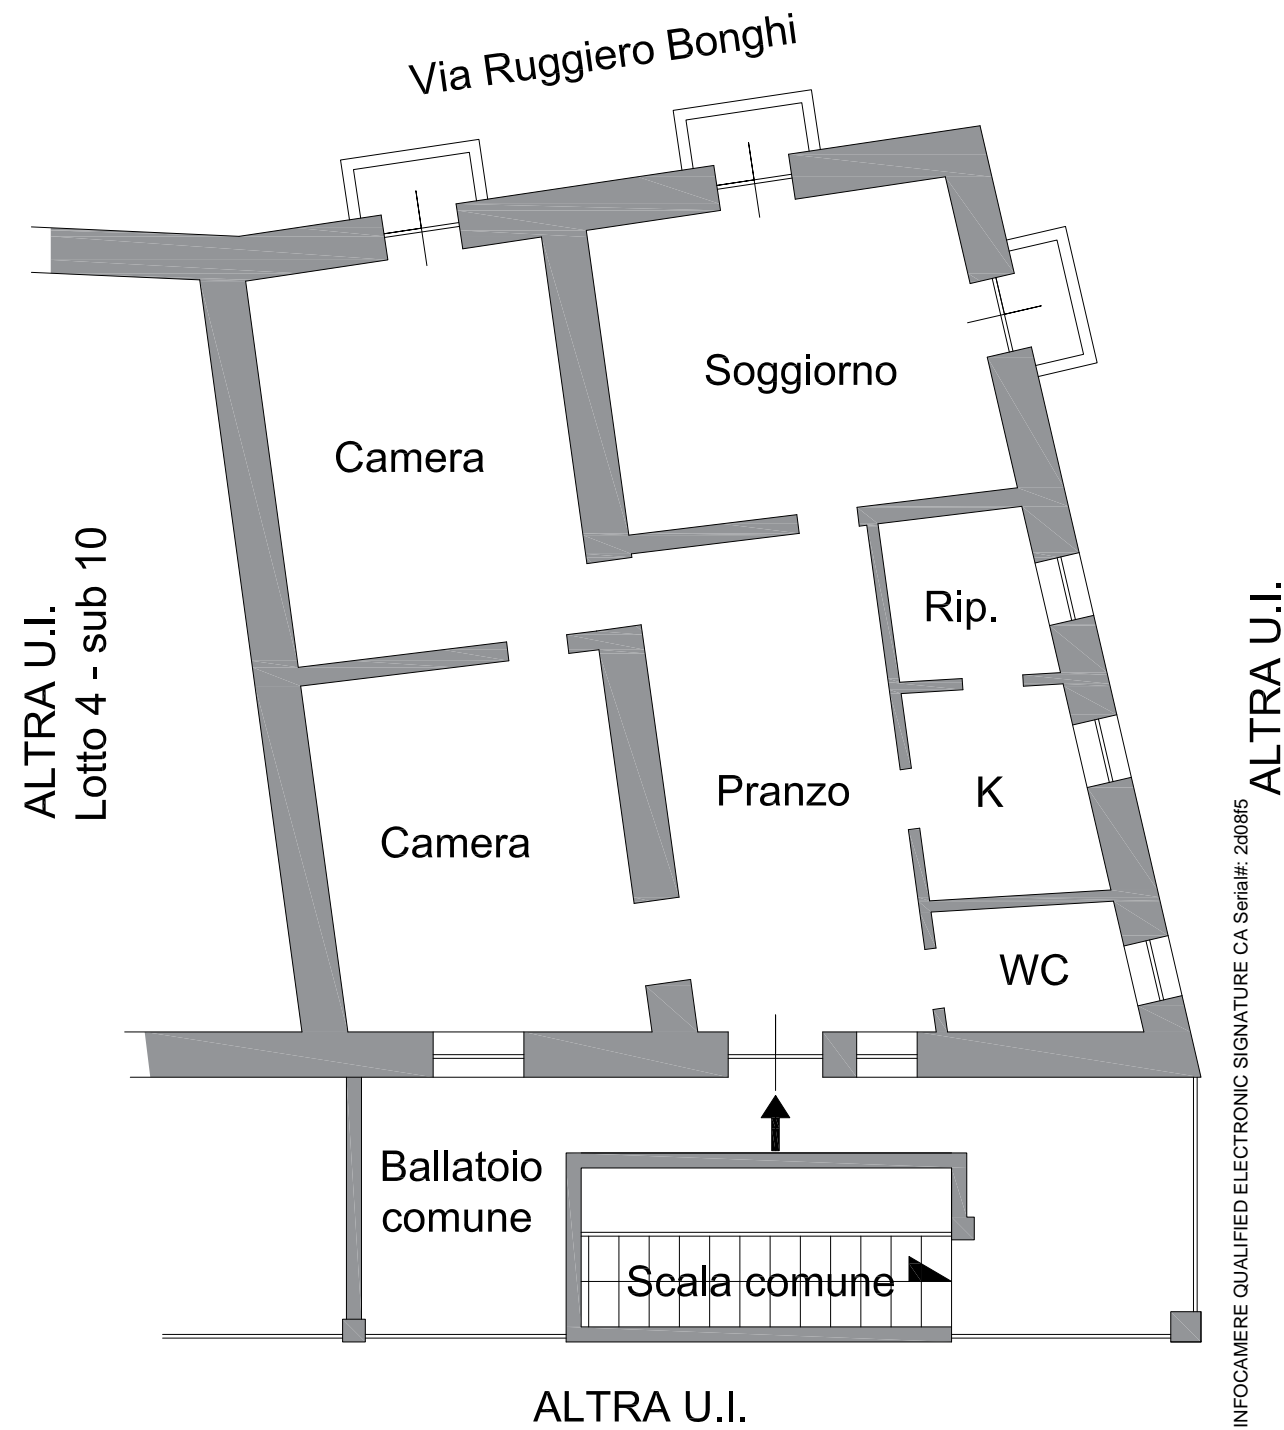 Via Ruggiero Bonghi
Soggiorno
Camera
ALTRA U.I.
Lotto 4 - sub 10
Rip.
ALTRA U.I.
Pranzo
K
Camera
WC
INFOCAMERE QUALIFIED ELECTRONIC SIGNATURE CA Serial#: 2d08f5
Ballatoio
comune
Scala comune
ALTRA U.I.